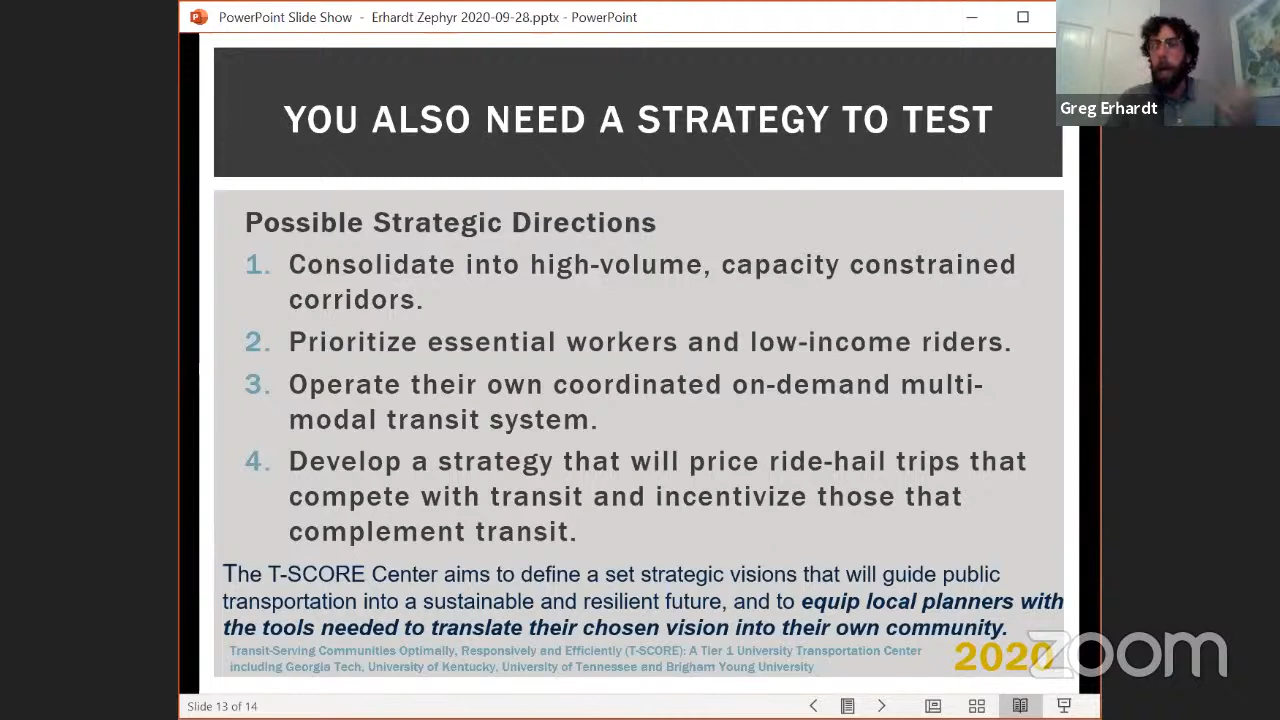 PowerPoint Slide Show - Erhardt Zephyr 2020-09-28.pptx - PowerPoint
Greg Erhardt
YOU ALSO NEED A STRATEGY TO TEST
Possible Strategic Directions
1. Consolidate into high-volume, capacity constrained
corridors.
2. Prioritize essential workers and low-income riders.
3. Operate their own coordinated on-demand multi-
modal transit system.
4. Develop a strategy that will price ride-hail trips that
compete with transit and incentivize those that
complement transit.
The T-SCORE Center aims to define a set strategic visions that will guide public
transportation into a sustainable and resilient future, and to equip local planners with
the tools needed to translate their chosen vision into their own community.
Transit-Serving Communities Optimally, Responsively and Efficiently (T-SCORE): A Tier 1 University Transportation Center
including Georgia Tech, University of Kentucky, University of Tennessee and Brigham Young University
2020
zoom
Slide 13 of 14